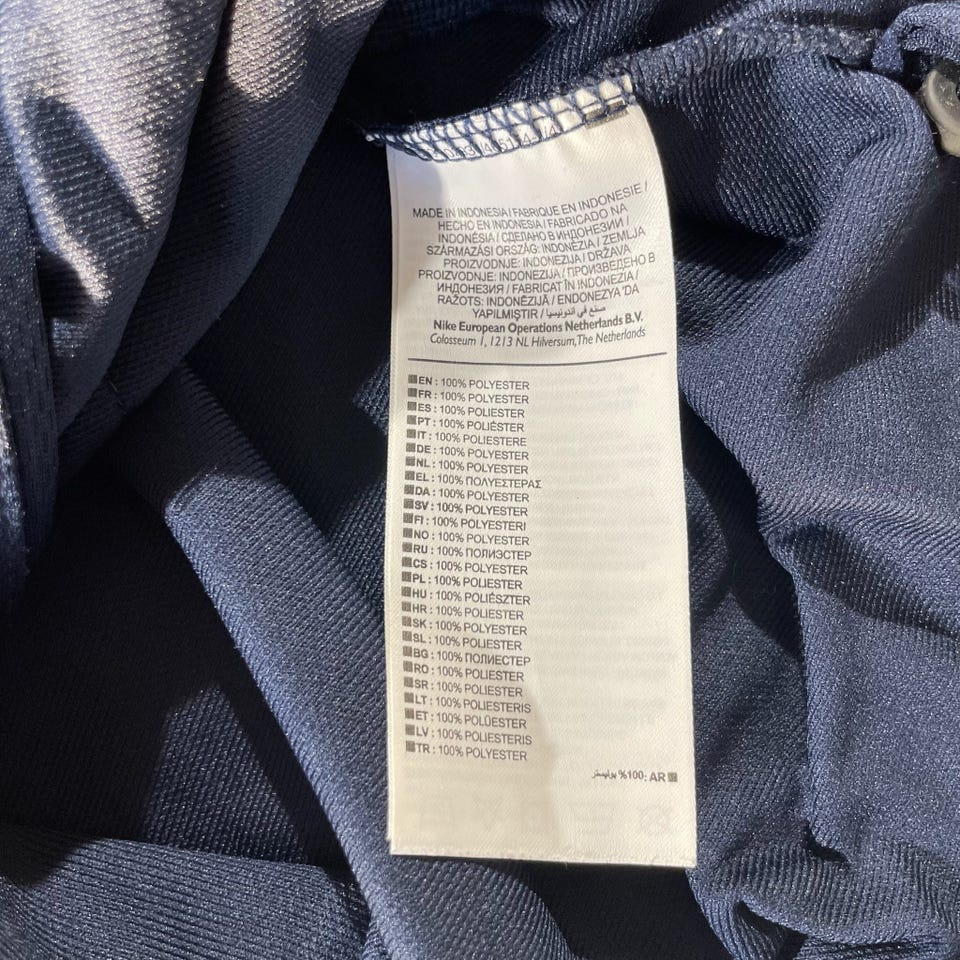 MADE IN INDONESIA / FABRIQUE EN INDONESIE /
HECHO EN INDONESIA / FABRICADO NA
INDONÉSIA / СДЕЛАНО В ИНДОНЕЗИИ /
SZÁRMAZÁSI ORSZÁG: INDONÉZIA / ZEMLJA
PROIZVODNJE: INDONEZIJA / DRŽAVA
PROIZVODNJE: INDONEZIJA / ПРОИЗВЕДЕНО В
ИНДОНЕЗИЯ / FABRICAT ÎN INDONEZIA /
RAŽOTS: INDONĒZIJĀ / ENDONEZYA 'DA
YAPILMIŞTIR / صنع في اندونيسيا
Nike European Operations Netherlands B.V.
Colosseum 1, 1213 NL Hilversum, The Netherlands
EN : 100% POLYESTER
FR : 100% POLYESTER
ES : 100% POLIESTER
PT : 100% POLIÉSTER
IT : 100% POLIESTERE
DE : 100% POLYESTER
NL : 100% POLYESTER
EL : 100% ΠΟΛΥΕΣΤΕΡΑΣ
DA : 100% POLYESTER
SV : 100% POLYESTER
FI : 100% POLYESTERI
NO : 100% POLYESTER
RU : 100% ПОЛИЭСТЕР
CS : 100% POLYESTER
PL : 100% POLIESTER
HU : 100% POLIÉSZTER
HR : 100% POLIESTER
SK : 100% POLYESTER
SL : 100% POLIESTER
BG : 100% ПОЛИЕСТЕР
RO : 100% POLIESTER
SR : 100% POLIESTER
LT : 100% POLIESTERIS
ET : 100% POLÜESTER
LV : 100% POLIESTERIS
TR : 100% POLYESTER
AR :100% بوليستر